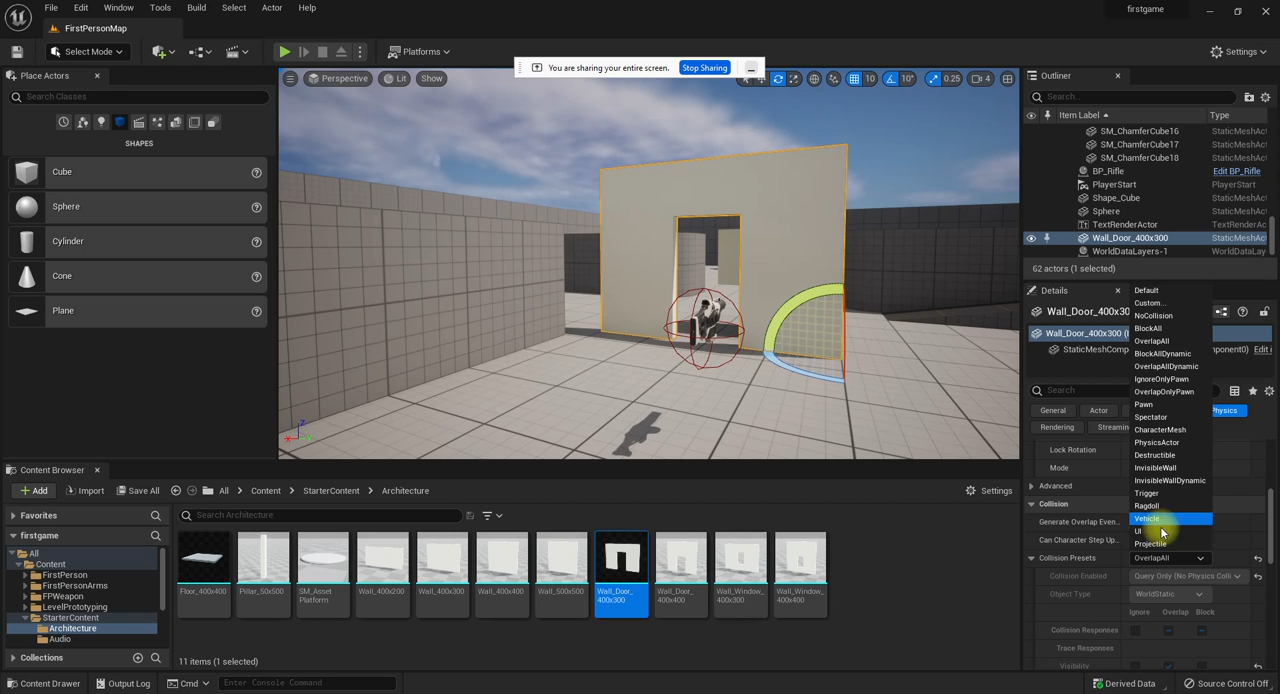 File Edit Window Tools Build Select Actor Help
firstgame
FirstPersonMap
Select Mode
Platforms
Settings
You are sharing your entire screen. Stop Sharing
Place Actors
Search Classes
SHAPES
Cube
Sphere
Cylinder
Cone
Plane
Perspective Lit Show
10 10° 0.25 4
Outliner
Search...
Item Label Type
SM_ChamferCube16 StaticMeshAct
SM_ChamferCube17 StaticMeshAct
SM_ChamferCube18 StaticMeshAct
BP_Rifle Edit BP_Rifle
PlayerStart PlayerStart
Shape_Cube StaticMeshAct
Sphere StaticMeshAct
TextRenderActor TextRenderAc
Wall_Door_400x300 StaticMeshAct
WorldDataLayers-1 WorldDataLay
62 actors (1 selected)
Details
Wall_Door_400x30
Wall_Door_400x300 (
StaticMeshComp
ponent0) Edit i
Search
General Actor
Physics
Rendering Streamin
Lock Rotation
Mode
Advanced
Collision
Generate Overlap Even..
Can Character Step Up..
Collision Presets OverlapAll
Collision Enabled Query Only (No Physics Colli
Object Type WorldStatic
Ignore Overlap Block
Collision Responses
Trace Responses
Visibility
Default
Custom...
NoCollision
BlockAll
OverlapAll
BlockAllDynamic
OverlapAllDynamic
IgnoreOnlyPawn
OverlapOnlyPawn
Pawn
Spectator
CharacterMesh
PhysicsActor
Destructible
InvisibleWall
InvisibleWallDynamic
Trigger
Ragdoll
Vehicle
UI
Projectile
Content Browser
Add Import Save All All Content StarterContent Architecture Settings
Favorites
firstgame
All
Content
FirstPerson
FirstPersonArms
FPWeapon
LevelPrototyping
StarterContent
Architecture
Audio
Collections
Search Architecture
Floor_400x400
Pillar_50x500
SM_Asset
Platform
Wall_400x200
Wall_400x300
Wall_400x400
Wall_500x500
Wall_Door_
400x300
Wall_Door_
400x400
Wall_Window_
400x300
Wall_Window_
400x400
11 items (1 selected)
Content Drawer Output Log Cmd Enter Console Command
Derived Data Source Control Off